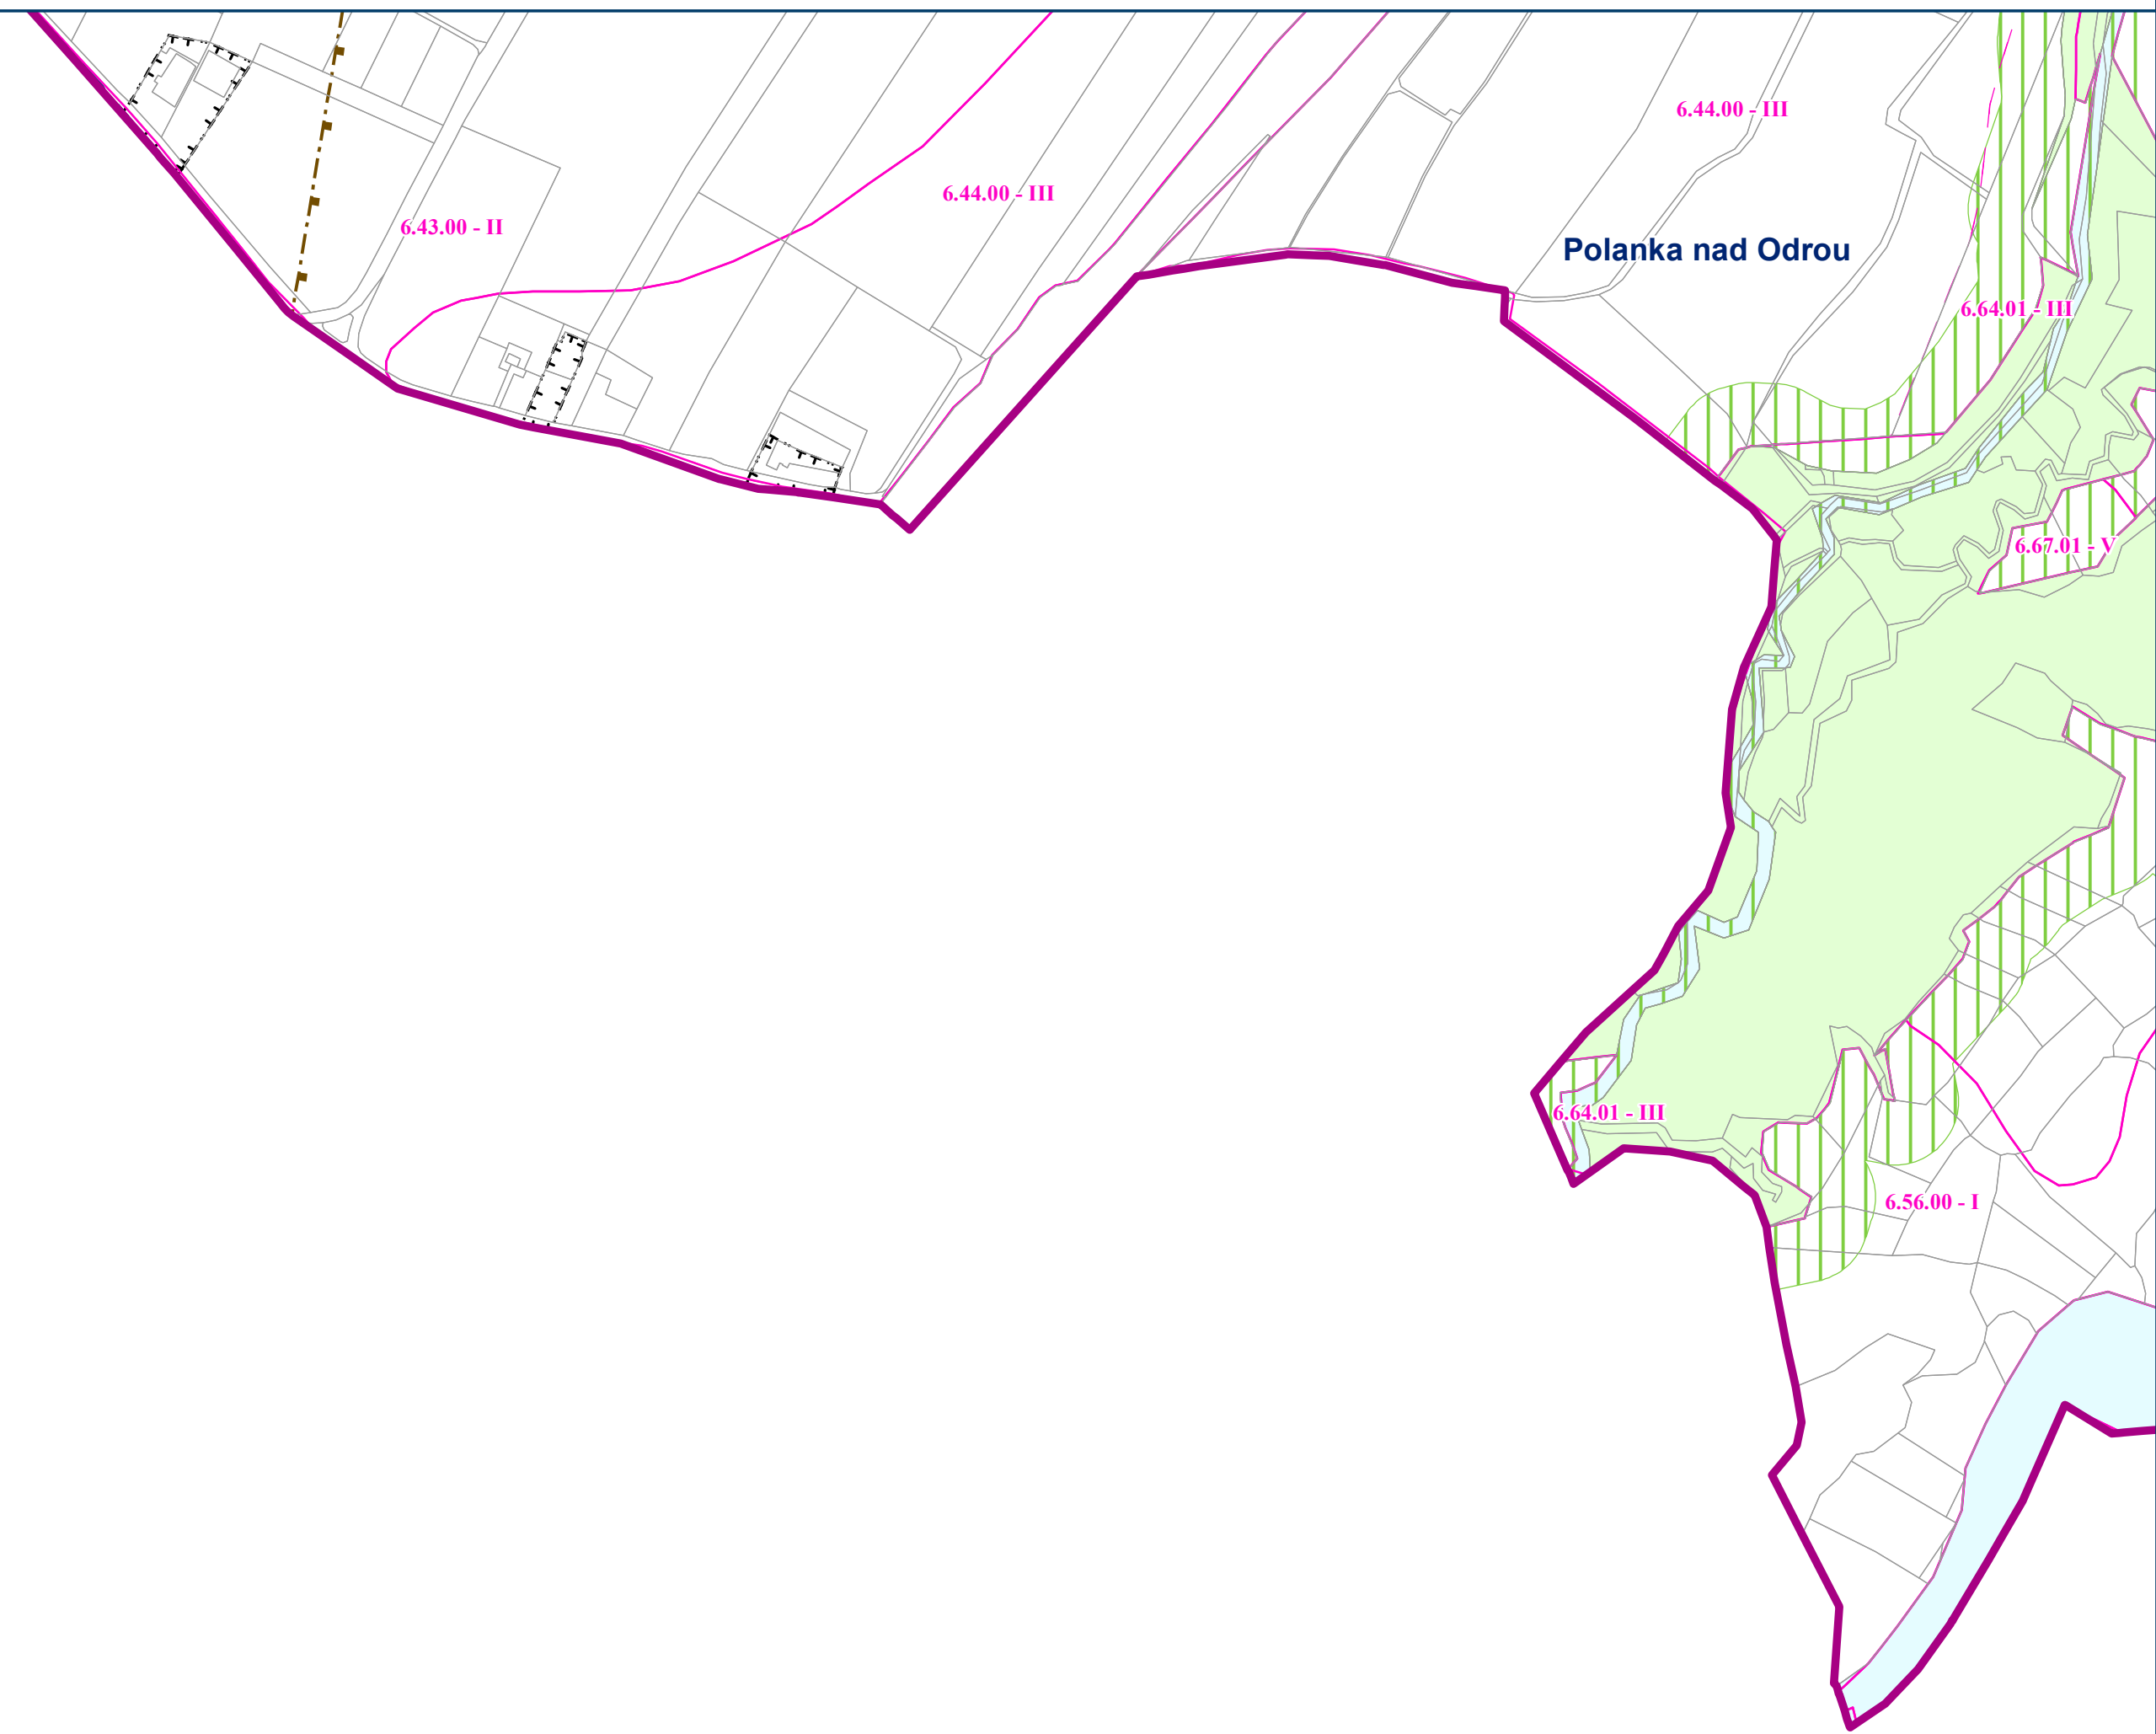 6.44.00 - III
6.44.00 - III
6.43.00 - II
Polanka nad Odrou
6.64.01 - III
6.67.01 - V
6.64.01 - III
6.56.00 - I